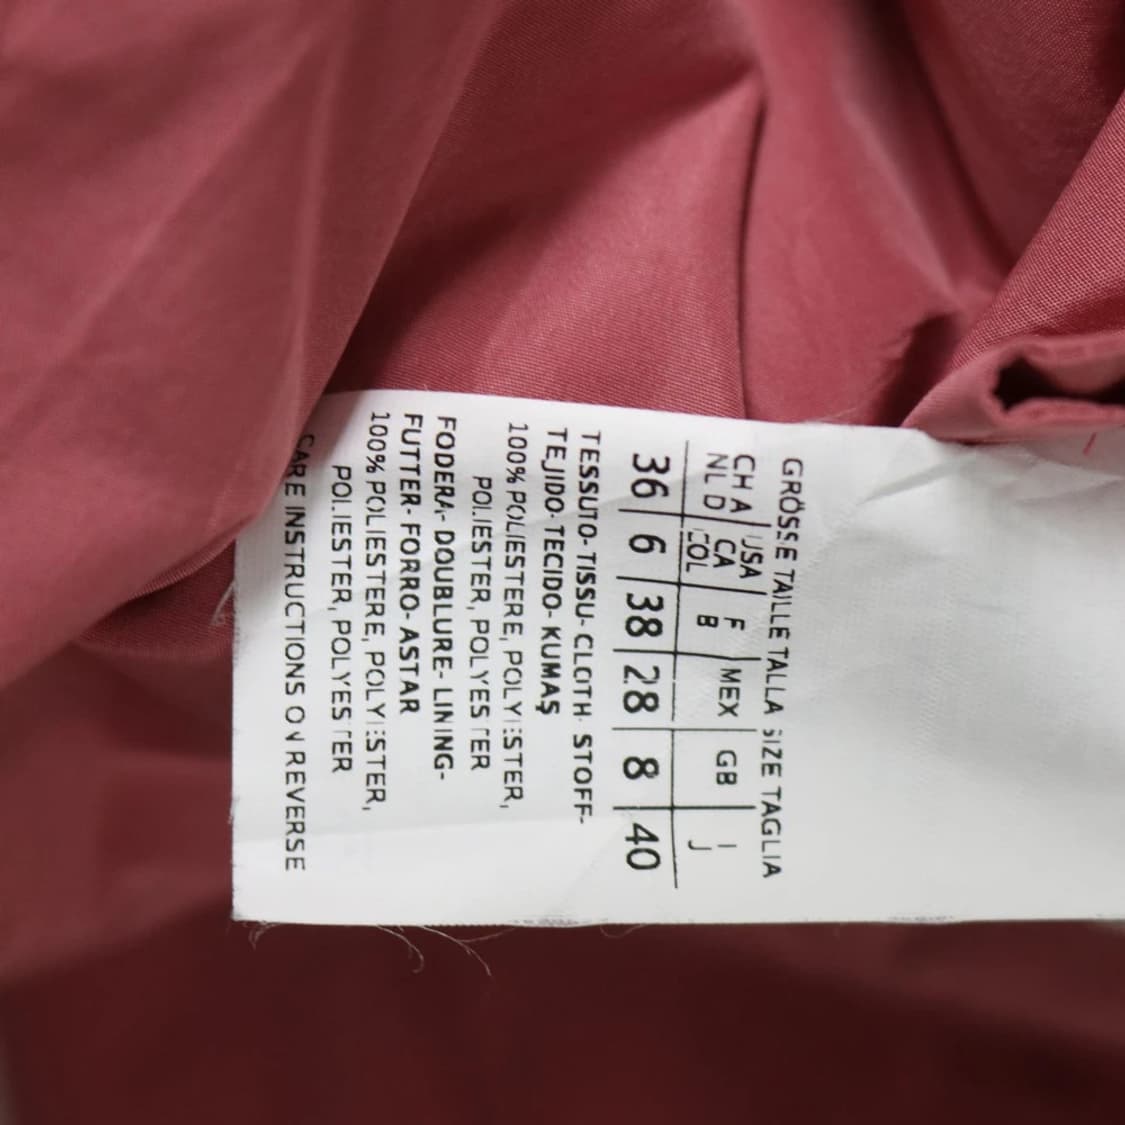 GRÖSSE TAILLE TALLA SIZE TAGLIA
CH A | USA | F | MEX | GB | I
NL D | CA | B | J
COL
36 | 6 | 38 | 28 | 8 | 40
TESSUTO- TISSU- CLOTH- STOFF-
TEJIDO- TECIDO- KUMAŞ
100% POLIESTERE, POLYESTER,
POLIESTER, POLYESTER
FODERA- DOUBLURE- LINING-
FUTTER- FORRO- ASTAR
100% POLIESTERE, POLYESTER,
POLIESTER, POLYESTER
CARE INSTRUCTIONS ON REVERSE